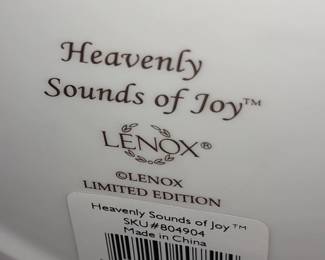 Heavenly
Sounds of Joy™
LENOX®
©LENOX
LIMITED EDITION
Heavenly Sounds of Joy™
SKU#804904
Made in China